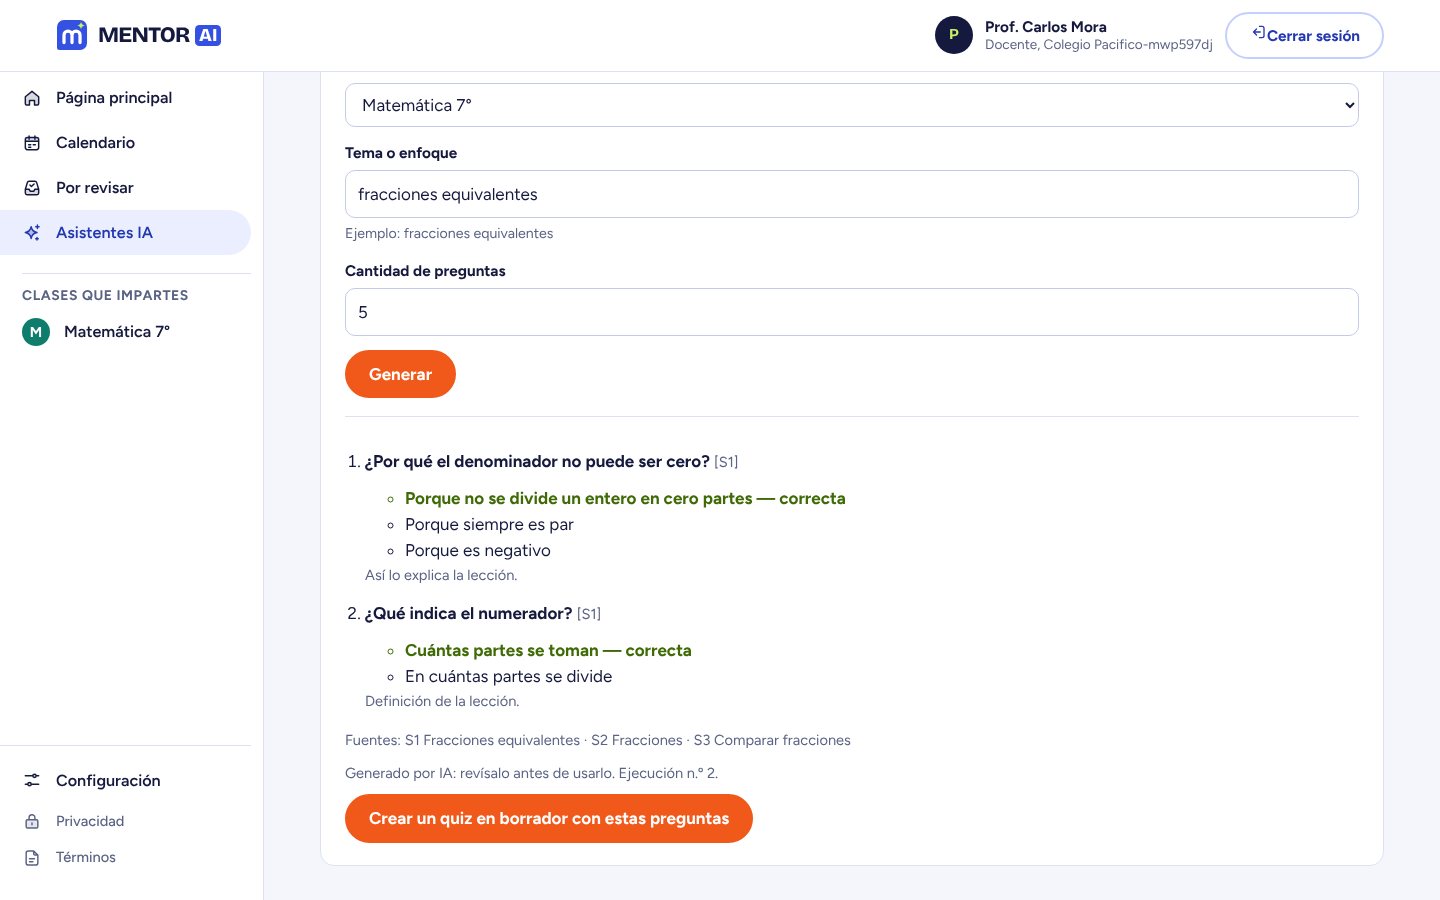 MENTOR AI
P
Prof. Carlos Mora
Docente, Colegio Pacifico-mwp597dj
Cerrar sesión
Página principal
Calendario
Por revisar
Asistentes IA
CLASES QUE IMPARTES
M
Matemática 7°
Configuración
Privacidad
Términos
Matemática 7°
Tema o enfoque
fracciones equivalentes
Ejemplo: fracciones equivalentes
Cantidad de preguntas
5
Generar
1. ¿Por qué el denominador no puede ser cero? [S1]
Porque no se divide un entero en cero partes — correcta
Porque siempre es par
Porque es negativo
Así lo explica la lección.
2. ¿Qué indica el numerador? [S1]
Cuántas partes se toman — correcta
En cuántas partes se divide
Definición de la lección.
Fuentes: S1 Fracciones equivalentes · S2 Fracciones · S3 Comparar fracciones
Generado por IA: revísalo antes de usarlo. Ejecución n.º 2.
Crear un quiz en borrador con estas preguntas